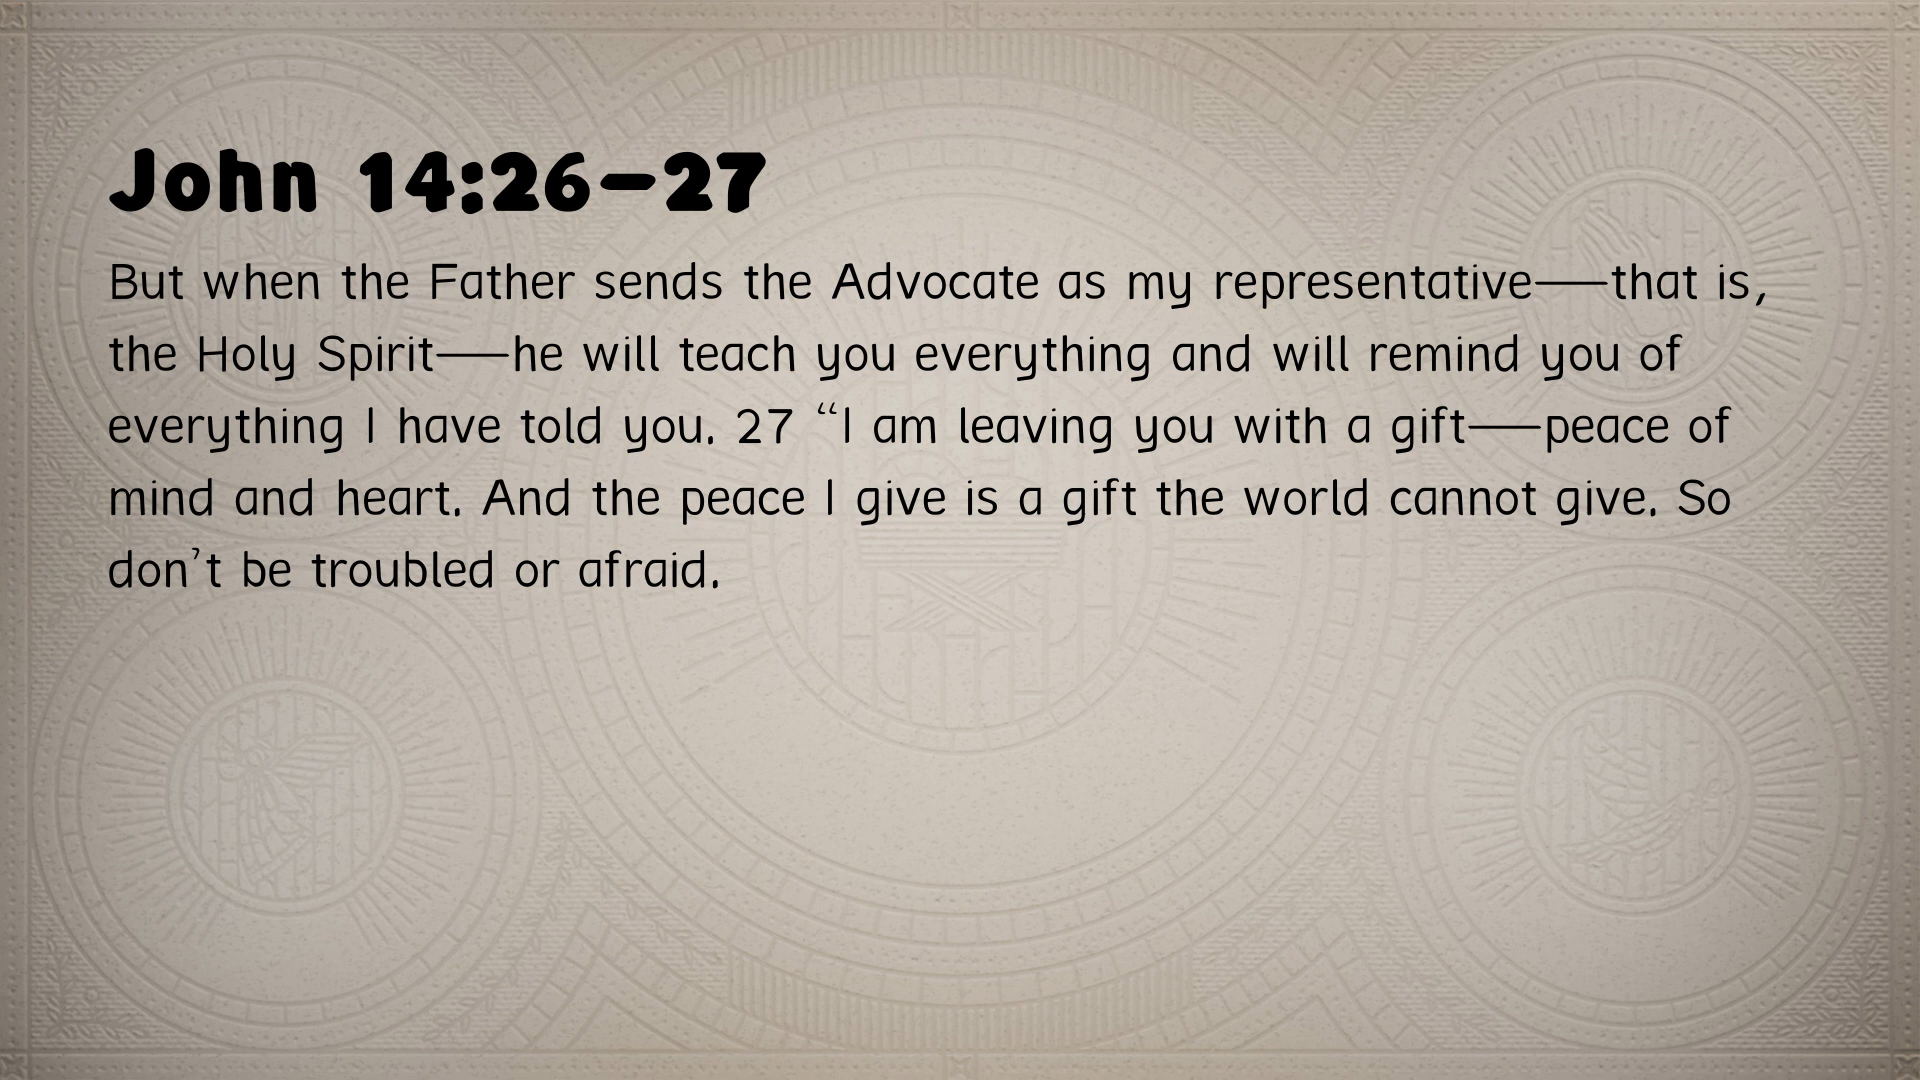 John 14:26–27
But when the Father sends the Advocate as my representative—that is,
the Holy Spirit—he will teach you everything and will remind you of
everything I have told you. 27 “I am leaving you with a gift—peace of
mind and heart. And the peace I give is a gift the world cannot give. So
don’t be troubled or afraid.